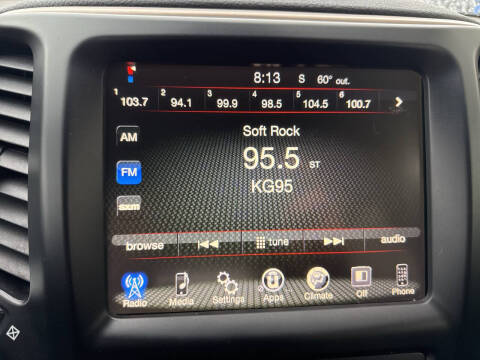 8:13 S 60° out.
1 103.7 2 94.1 3 99.9 4 98.5 5 104.5 6 100.7
AM
Soft Rock
FM
95.5 ST
KG95
sxm
browse tune audio
Radio Media Settings Apps Climate Off Phone